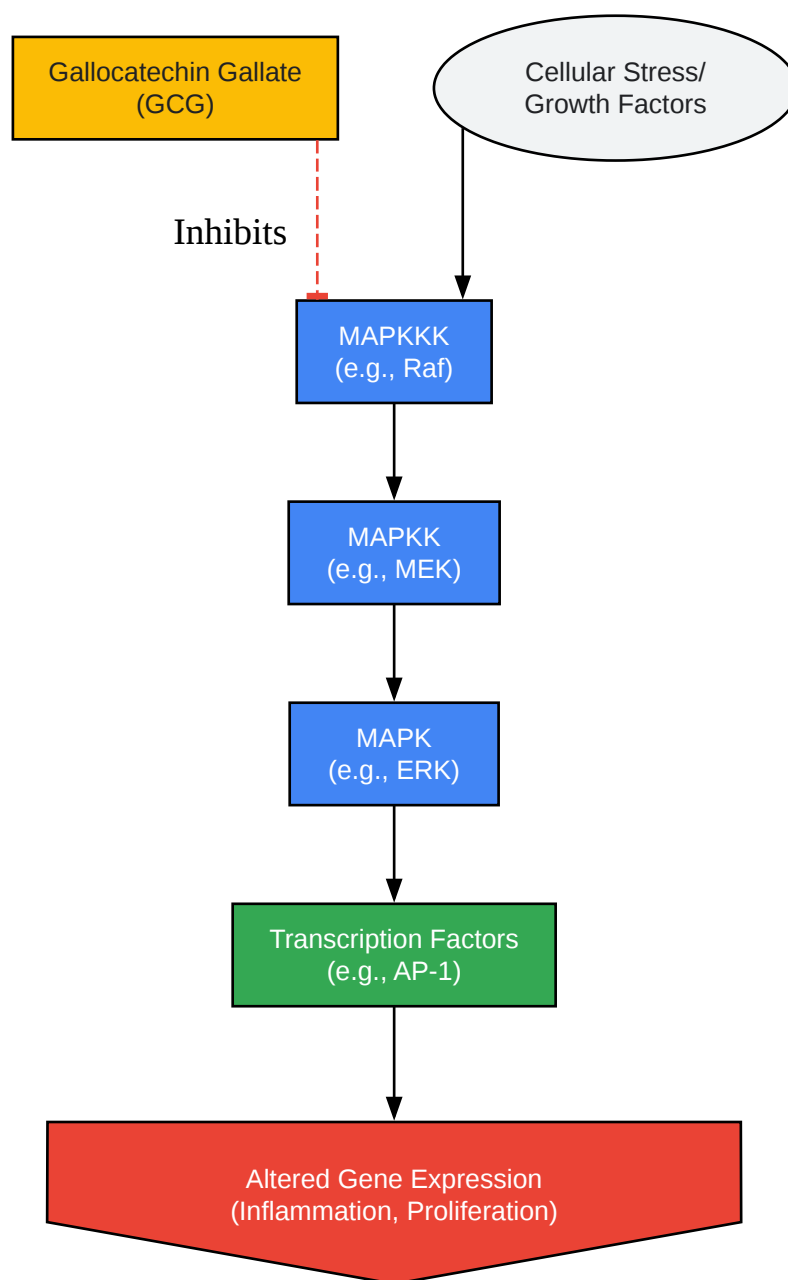 Gallocatechin Gallate
(GCG)
Cellular Stress/
Growth Factors
Inhibits
MAPKKK
(e.g., Raf)
MAPKK
(e.g., MEK)
MAPK
(e.g., ERK)
Transcription Factors
(e.g., AP-1)
Altered Gene Expression
(Inflammation, Proliferation)